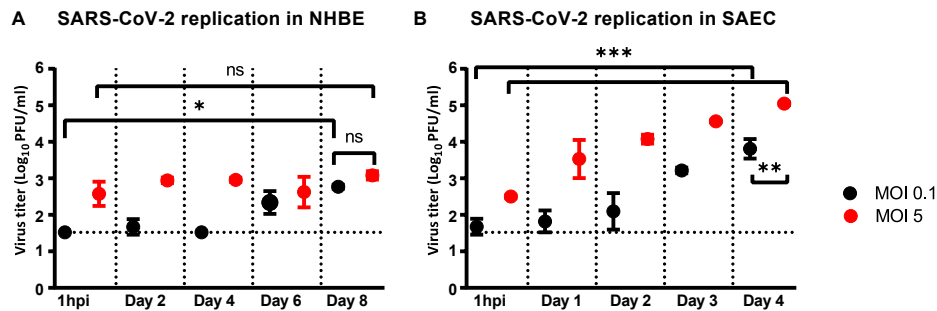 A SARS-CoV-2 replication in NHBE
Virus titer (Log10 PFU/ml)
6
5
4
3
2
1
0
ns
*
ns
1hpi Day 2 Day 4 Day 6 Day 8
B SARS-CoV-2 replication in SAEC
Virus titer (Log10 PFU/ml)
6
5
4
3
2
1
0
***
**
1hpi Day 1 Day 2 Day 3 Day 4
MOI 0.1
MOI 5